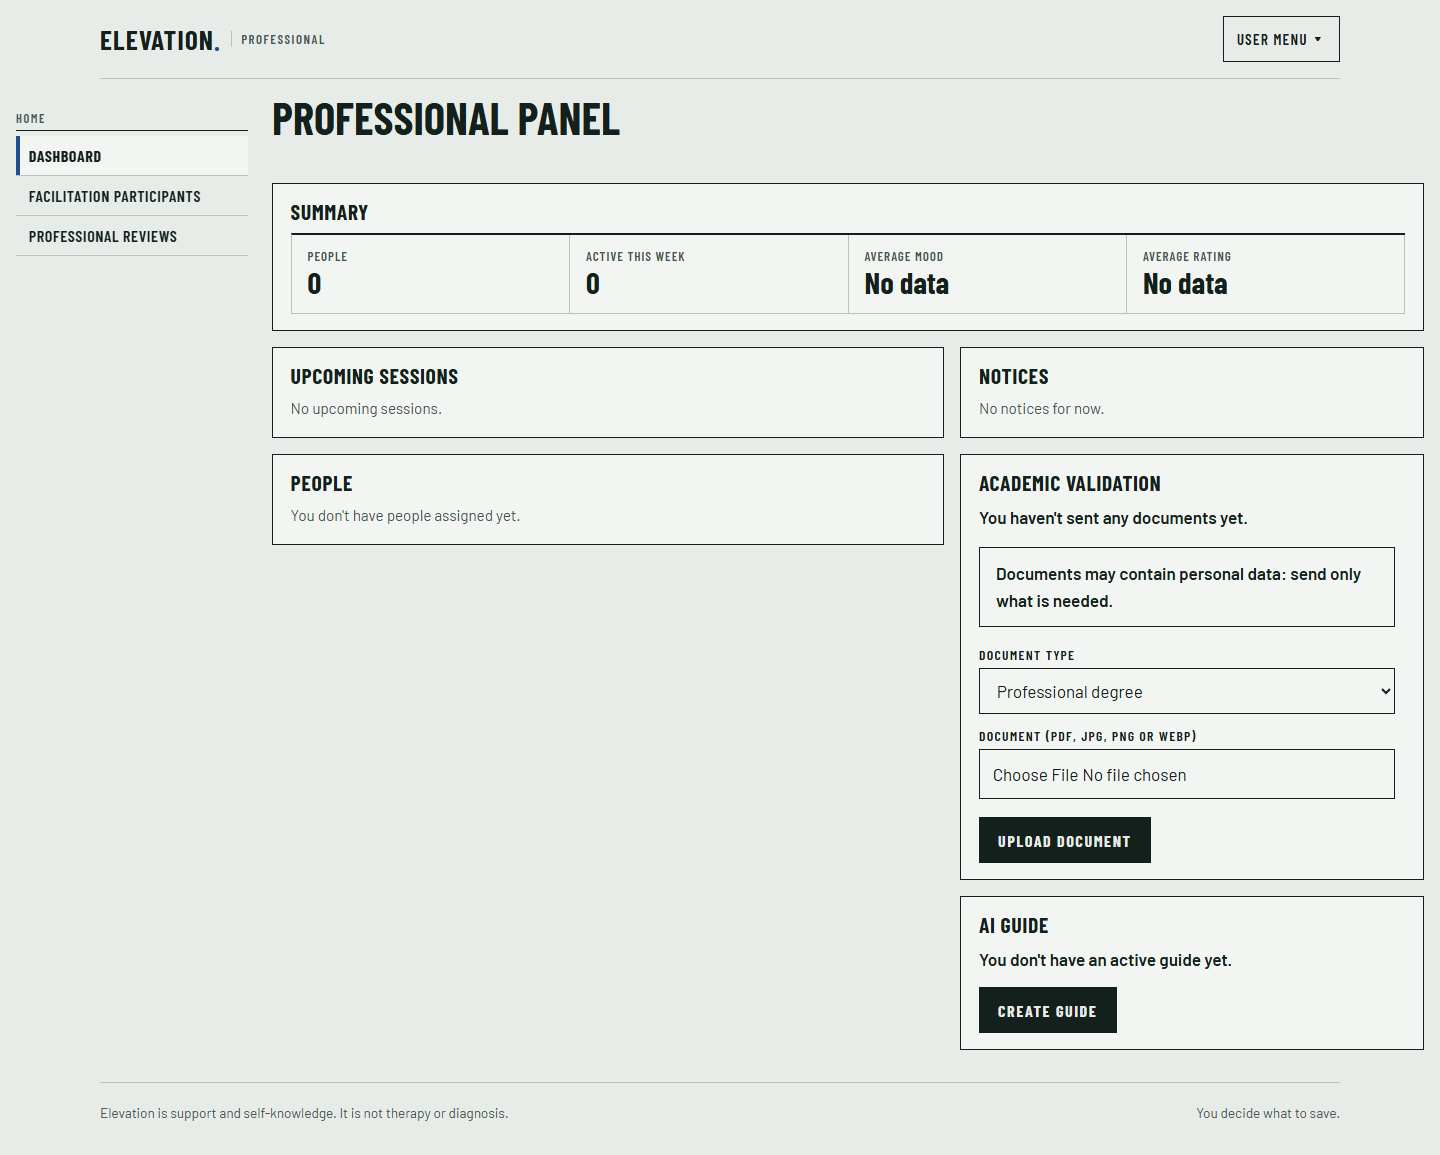 ELEVATION. PROFESSIONAL
USER MENU
HOME
DASHBOARD
FACILITATION PARTICIPANTS
PROFESSIONAL REVIEWS
PROFESSIONAL PANEL
SUMMARY
PEOPLE
0
ACTIVE THIS WEEK
0
AVERAGE MOOD
No data
AVERAGE RATING
No data
UPCOMING SESSIONS
No upcoming sessions.
NOTICES
No notices for now.
PEOPLE
You don't have people assigned yet.
ACADEMIC VALIDATION
You haven't sent any documents yet.
Documents may contain personal data: send only
what is needed.
DOCUMENT TYPE
Professional degree
DOCUMENT (PDF, JPG, PNG OR WEBP)
Choose File No file chosen
UPLOAD DOCUMENT
AI GUIDE
You don't have an active guide yet.
CREATE GUIDE
Elevation is support and self-knowledge. It is not therapy or diagnosis.
You decide what to save.